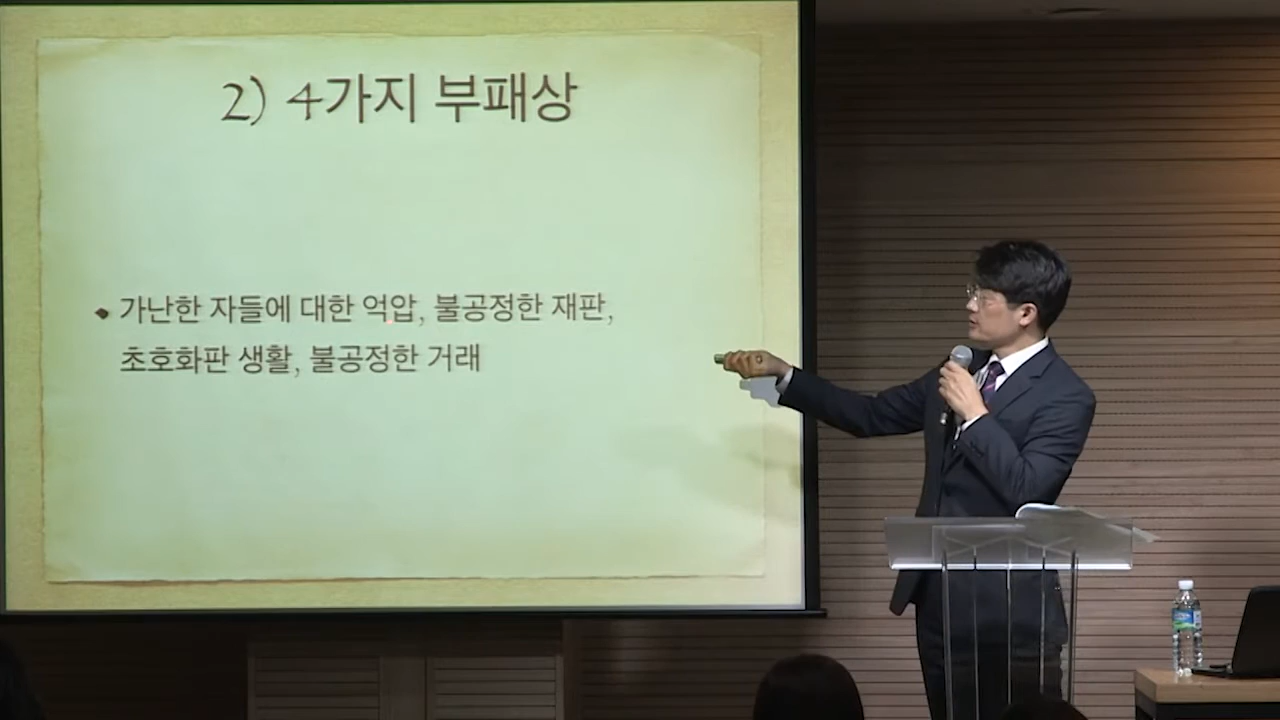 2) 4가지 부패상
가난한 자들에 대한 억압, 불공정한 재판,
초호화판 생활, 불공정한 거래